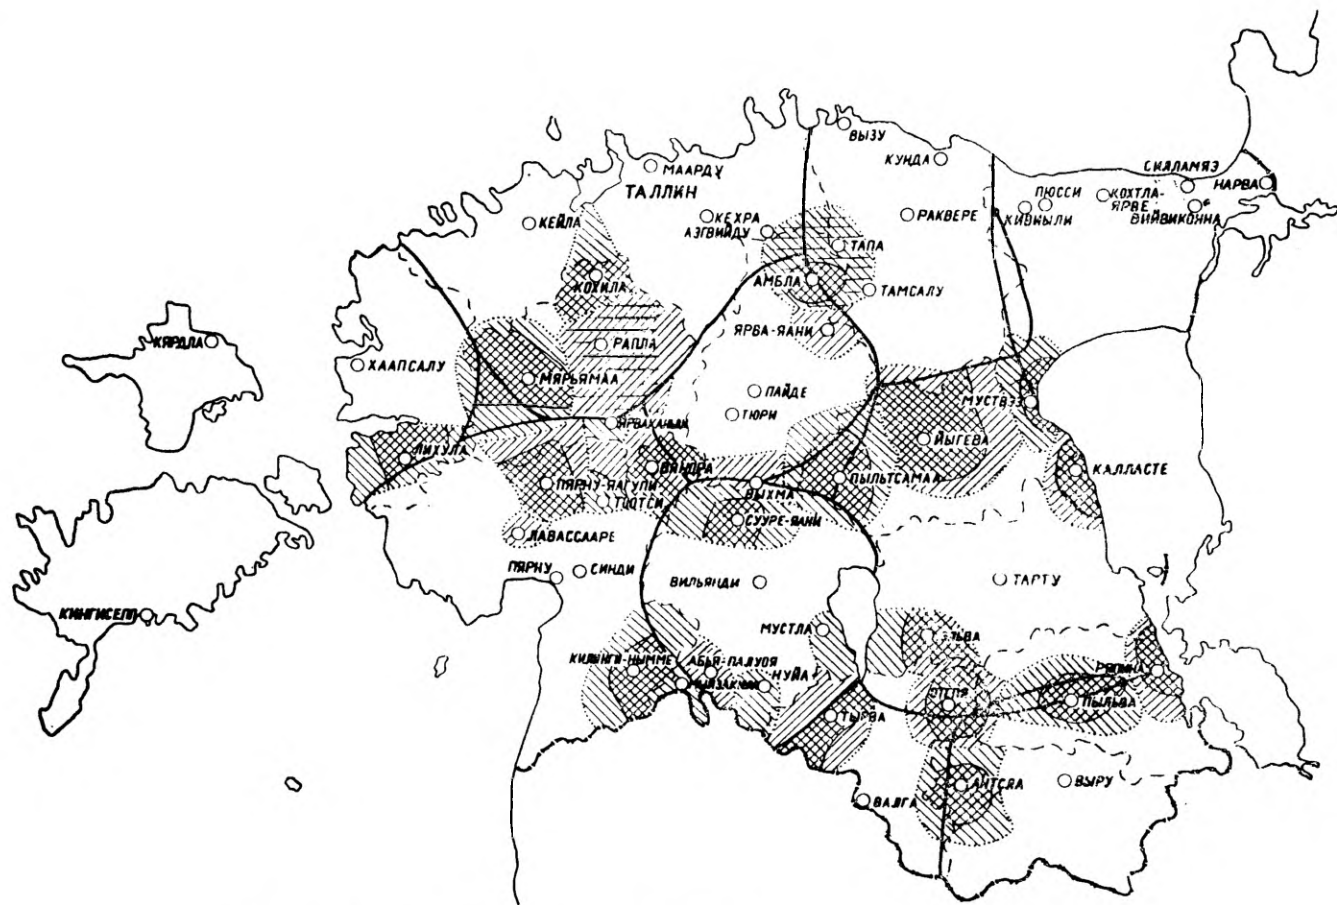 ВЫЗУ
КУНДА
МААРДУ
ТАЛЛИН
СИЛЛАМЯЭ
НАРВА
ПЮССИ
КОХТЛА-
ЯРВЕ
КИВИЫЛИ
ВИЙВИКОННА
КЕЙЛА
КЕХРА
АЗГВИЙДУ
РАКВЕРЕ
ТАПА
КОХИЛА
АМБЛА
ТАМСАЛУ
ЯРВА-ЯАНИ
КЯРДЛА
РАПЛА
ХААПСАЛУ
МЯРЬЯМАА
ПАЙДЕ
ТЮРИ
МУСТВЭЭ
ЙЫГЕВА
ЛИХУЛА
ВЯНДРА
КАЛЛАСТЕ
ПЯРНУ-ЯАГУПИ
ТООТСИ
ВЫХМА
ПЫЛЬТСАМАА
СУУРЕ-ЯАНИ
ЛАВАССААРЕ
ПЯРНУ
СИНДИ
ВИЛЬЯНДИ
ТАРТУ
КИНГИСЕПП
МУСТЛА
ЭЛЬВА
КИЛИНГИ-НЫММЕ
АБЬЯ-ПАЛУОЯ
НУЙА
РЯПИНА
ОТЕПЯ
ПЫЛЬВА
ТЫРВА
АНТСЛА
ВЫРУ
ВАЛГА